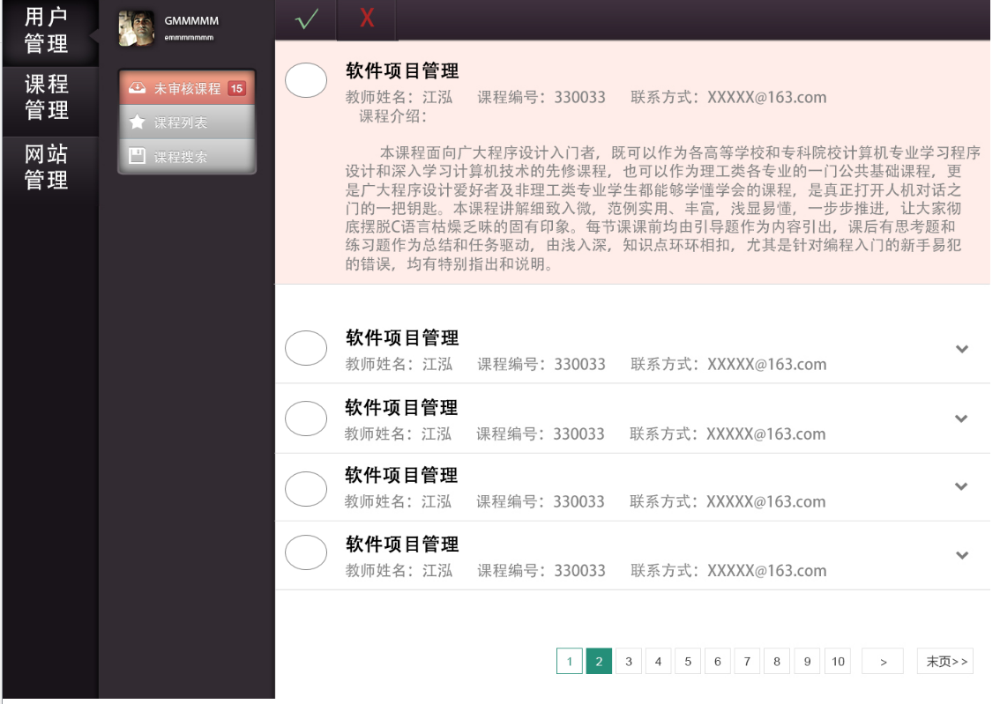 用户
管理
课程
管理
网站
管理
GMMMMM
emmmmmmm
未审核课程 15
课程列表
课程搜索
√ X
软件项目管理
教师姓名：江泓 课程编号：330033 联系方式：XXXXX@163.com
课程介绍：
本课程面向广大程序设计入门者，既可以作为各高等学校和专科院校计算机专业学习程序
设计和深入学习计算机技术的先修课程，也可以作为理工类各专业的一门公共基础课程，更
是广大程序设计爱好者及非理工类专业学生都能够学懂学会的课程，是真正打开人机对话之
门的一把钥匙。本课程讲解细致入微，范例实用、丰富，浅显易懂，一步步推进，让大家彻
底摆脱C语言枯燥乏味的固有印象。每节课课前均由引导题作为内容引出，课后有思考题和
练习题作为总结和任务驱动，由浅入深，知识点环环相扣，尤其是针对编程入门的新手易犯
的错误，均有特别指出和说明。
软件项目管理
教师姓名：江泓 课程编号：330033 联系方式：XXXXX@163.com
软件项目管理
教师姓名：江泓 课程编号：330033 联系方式：XXXXX@163.com
软件项目管理
教师姓名：江泓 课程编号：330033 联系方式：XXXXX@163.com
软件项目管理
教师姓名：江泓 课程编号：330033 联系方式：XXXXX@163.com
1 2 3 4 5 6 7 8 9 10 > 末页>>